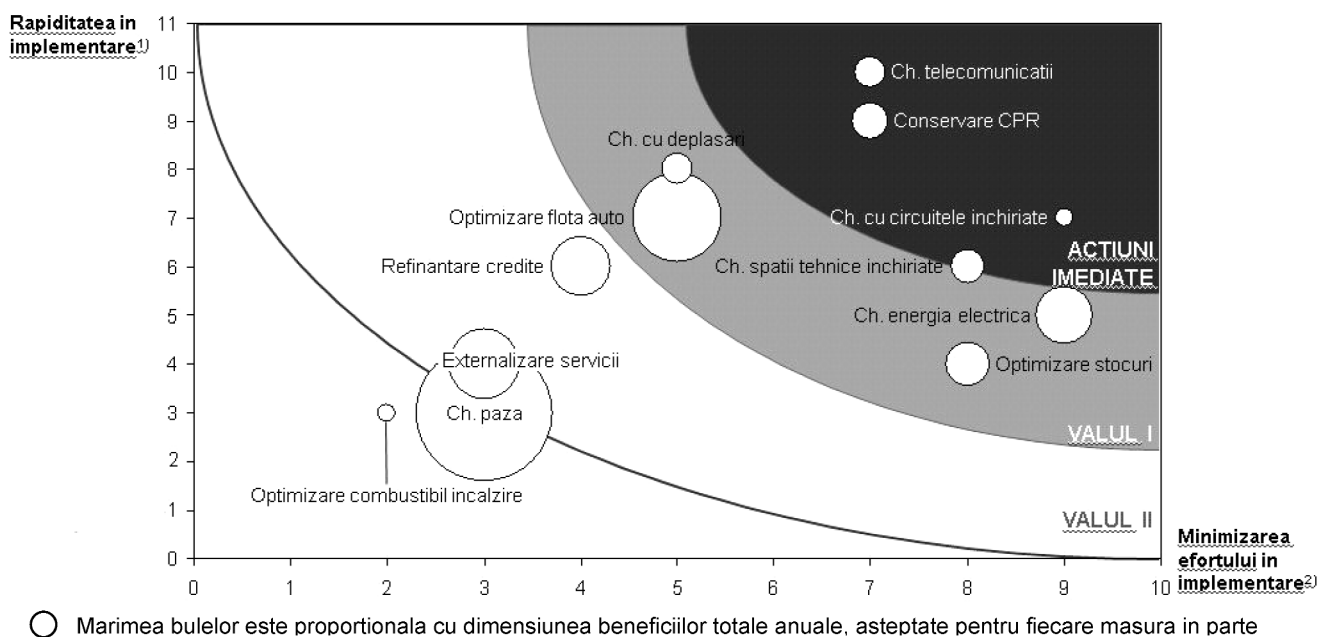 Rapiditatea in
implementare1)
11
10
9
8
7
6
5
4
3
2
1
0
Ch. telecomunicatii
Conservare CPR
Ch. cu deplasari
Optimizare flota auto
Ch. cu circuitele inchiriate
ACTIUNI
IMEDIATE
Refinantare credite
Ch. spatii tehnice inchiriate
Ch. energia electrica
Externalizare servicii
Optimizare stocuri
Ch. paza
VALUL I
Optimizare combustibil incalzire
VALUL II
0 1 2 3 4 5 6 7 8 9 10
Minimizarea
efortului in
implementare2)
Marimea bulelor este proportionala cu dimensiunea beneficiilor totale anuale, asteptate pentru fiecare masura in parte